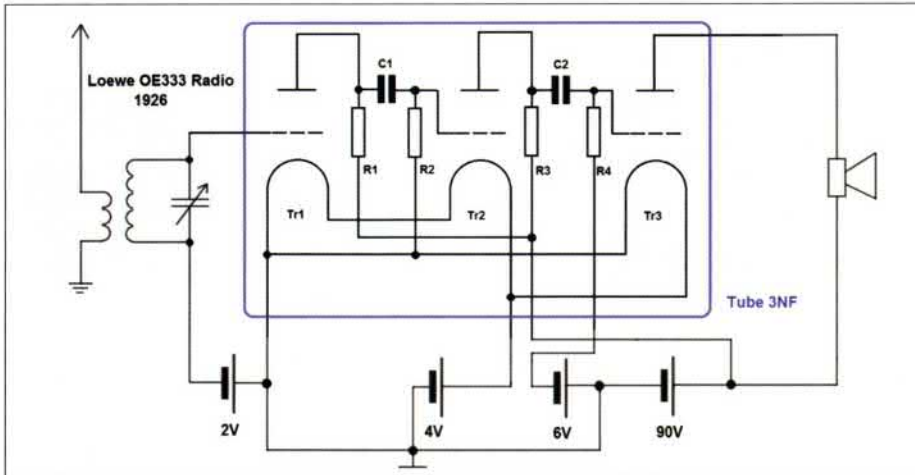 Loewe OE333 Radio
1926
C1
C2
R1
R2
R3
R4
Tr1
Tr2
Tr3
Tube 3NF
2V
4V
6V
90V